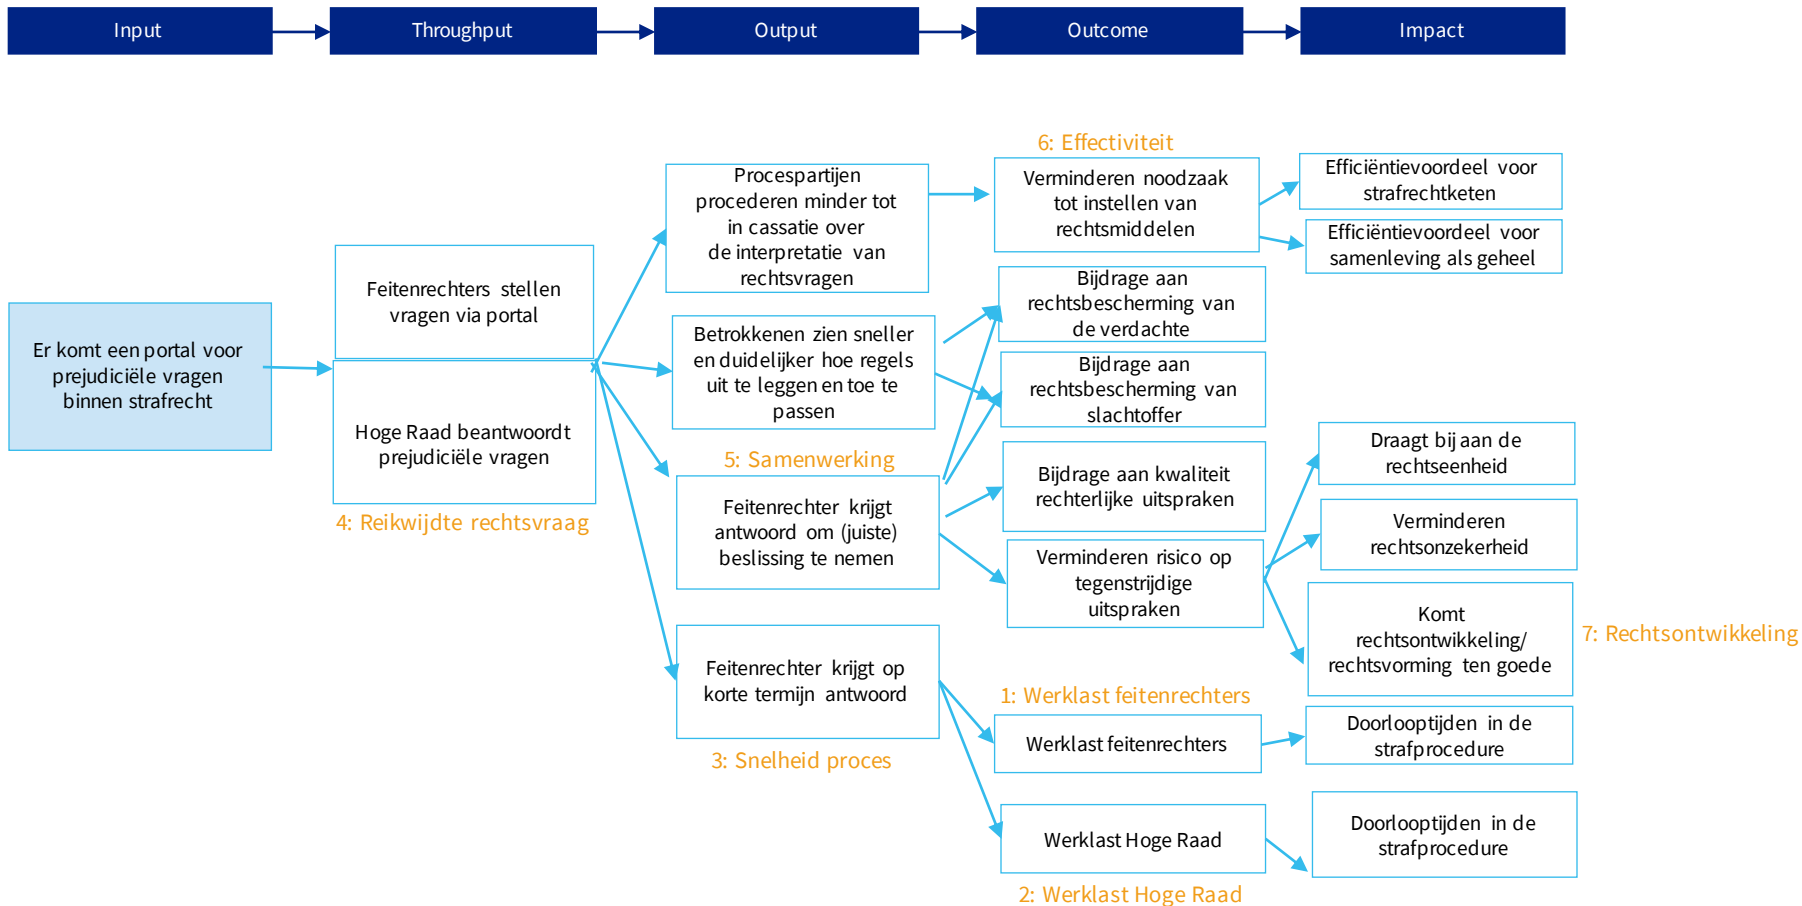 Input
Throughput
Output
Outcome
Impact
Er komt een portal voor
prejudiciële vragen
binnen strafrecht
Feitenrechters stellen
vragen via portal
Hoge Raad beantwoordt
prejudiciële vragen
4: Reikwijdte rechtsvraag
Procespartijen
procederen minder tot
in cassatie over
de interpretatie van
rechtsvragen
Betrokkenen zien sneller
en duidelijker hoe regels
uit te leggen en toe te
passen
5: Samenwerking
Feitenrechter krijgt
antwoord om (juiste)
beslissing te nemen
Feitenrechter krijgt op
korte termijn antwoord
3: Snelheid proces
6: Effectiviteit
Verminderen noodzaak
tot instellen van
rechtsmiddelen
Bijdrage aan
rechtsbescherming van
de verdachte
Bijdrage aan
rechtsbescherming van
slachtoffer
Bijdrage aan kwaliteit
rechterlijke uitspraken
Verminderen risico op
tegenstrijdige
uitspraken
1: Werklast feitenrechters
Werklast feitenrechters
Werklast Hoge Raad
2: Werklast Hoge Raad
Efficiëntievoordeel voor
strafrechtketen
Efficiëntievoordeel voor
samenleving als geheel
Draagt bij aan de
rechtseenheid
Verminderen
rechtsonzekerheid
Komt
rechtsontwikkeling/
rechtsvorming ten goede
7: Rechtsontwikkeling
Doorlooptijden in de
strafprocedure
Doorlooptijden in de
strafprocedure